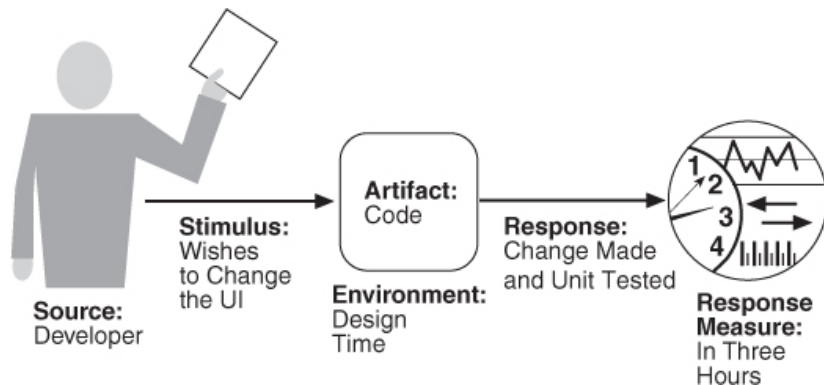 Source:
Developer
Stimulus:
Wishes
to Change
the UI
Artifact:
Code
Environment:
Design
Time
Response:
Change Made
and Unit Tested
1
2
3
4
Response
Measure:
In Three
Hours